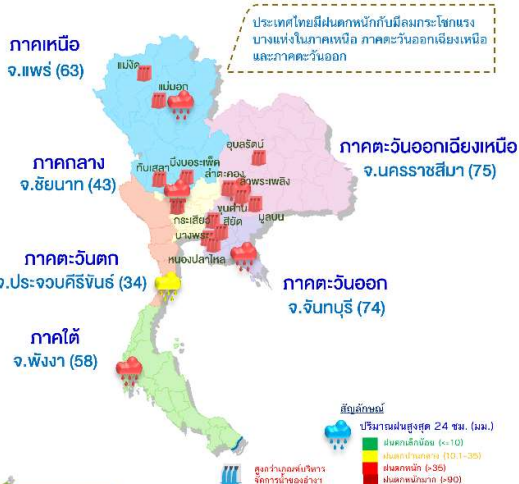 ประเทศไทยมีฝนตกหนักกับมีลมกระโชกแรง
บางแห่งในภาคเหนือ ภาคตะวันออกเฉียงเหนือ
และภาคตะวันออก
ภาคเหนือ
จ.แพร่ (63)
แม่งัด
แม่มอก
อุบลรัตน์
ภาคตะวันออกเฉียงเหนือ
จ.นครราชสีมา (75)
ภาคกลาง
จ.ชัยนาท (43)
ทับเสลา
บึงบอระเพ็ด
ลำตะคอง
ลำพระเพลิง
ขุนด่าน
มูลบน
กระเสียว
สียัด
บางพระ
หนองปลาไหล
ภาคตะวันตก
จ.ประจวบคีรีขันธ์ (34)
ภาคตะวันออก
จ.จันทบุรี (74)
ภาคใต้
จ.พังงา (58)
สัญลักษณ์
ปริมาณฝนสูงสุด 24 ชม. (มม.)
ฝนตกเล็กน้อย (<=10)
ฝนตกปานกลาง (10.1-35)
ฝนตกหนัก (>35)
ฝนตกหนักมาก (>90)
สูงกว่าเกณฑ์บริหาร
จัดการน้ำของอ่างฯ